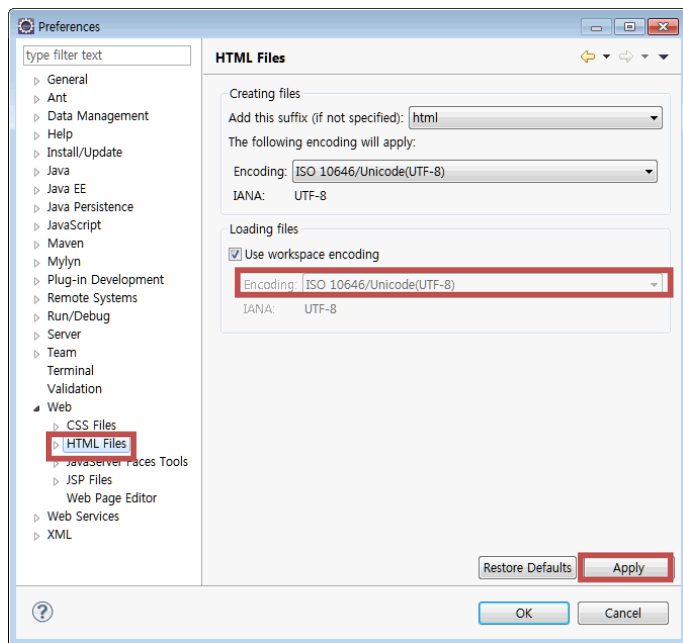 Preferences
type filter text
General
Ant
Data Management
Help
Install/Update
Java
Java EE
Java Persistence
JavaScript
Maven
Mylyn
Plug-in Development
Remote Systems
Run/Debug
Server
Team
Terminal
Validation
Web
CSS Files
HTML Files
JavaServer Faces Tools
JSP Files
Web Page Editor
Web Services
XML
HTML Files
Creating files
Add this suffix (if not specified): html
The following encoding will apply:
Encoding: ISO 10646/Unicode(UTF-8)
IANA: UTF-8
Loading files
Use workspace encoding
Encoding: ISO 10646/Unicode(UTF-8)
IANA: UTF-8
Restore Defaults Apply
? OK Cancel